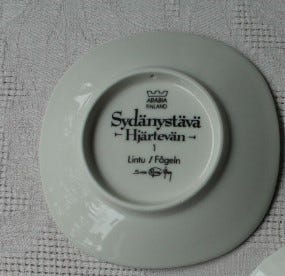 ARABIA
FINLAND
Sydänystävä
Hjärtevän
1
Lintu / Fågeln